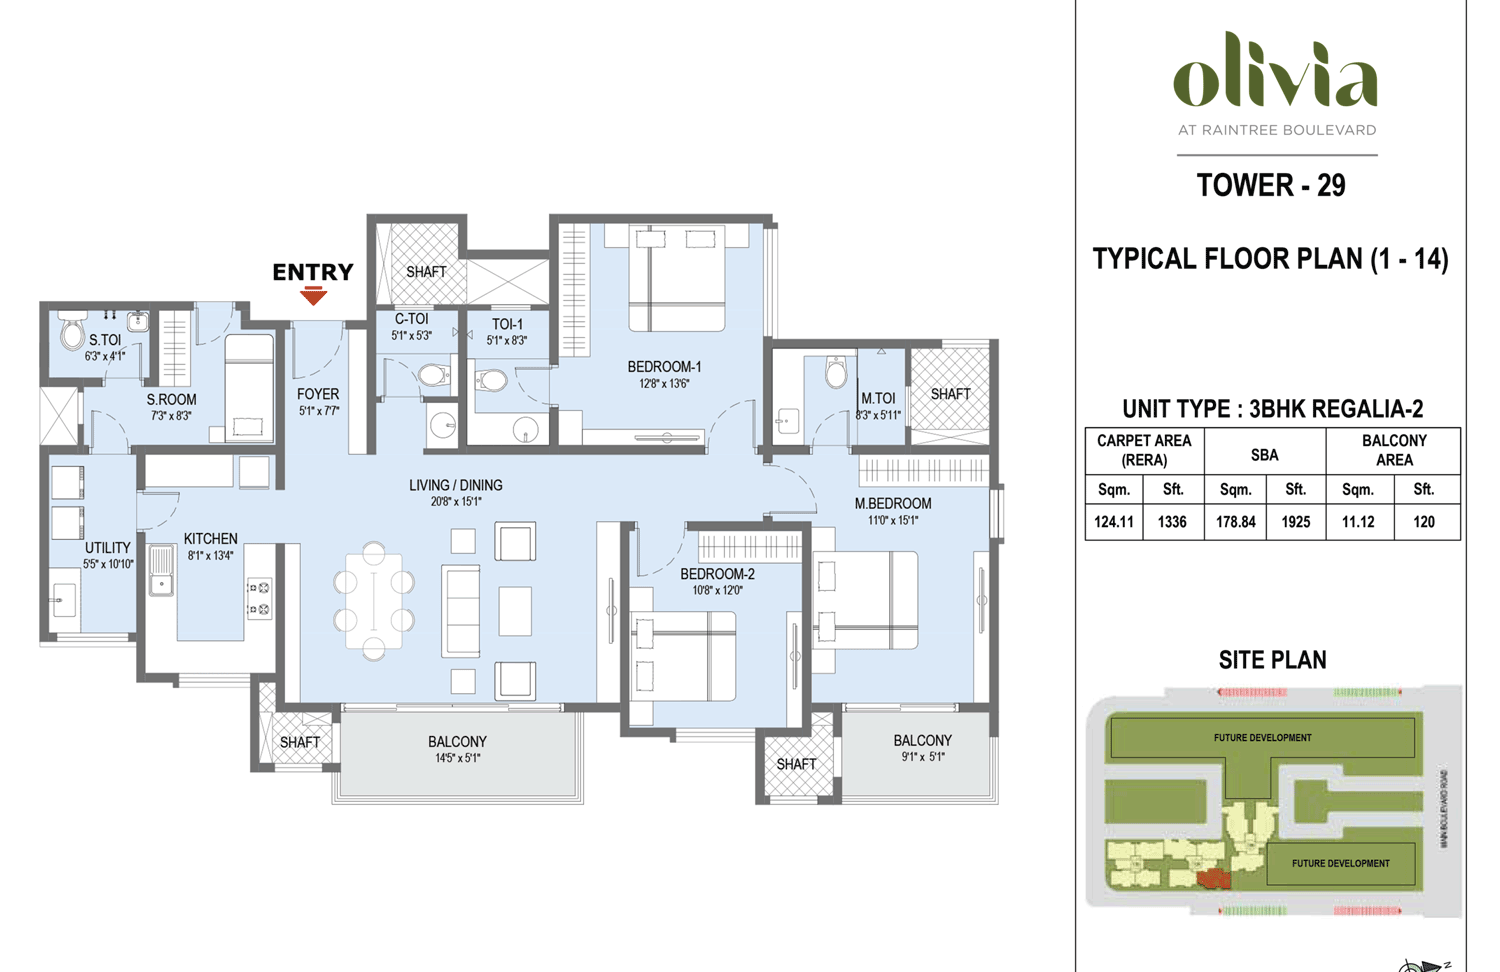 ENTRY
SHAFT
C-TOI
5'1" x 5'3"
TOI-1
5'1" x 8'3"
S.TOI
6'3" x 4'1"
S.ROOM
7'3" x 8'3"
FOYER
5'1" x 7'7"
BEDROOM-1
12'8" x 13'6"
M.TOI
8'3" x 5'11"
SHAFT
LIVING / DINING
20'8" x 15'1"
M.BEDROOM
11'0" x 15'1"
KITCHEN
8'1" x 13'4"
UTILITY
5'5" x 10'10"
BEDROOM-2
10'8" x 12'0"
SHAFT
BALCONY
14'5" x 5'1"
SHAFT
BALCONY
9'1" x 5'1"
olivia
AT RAINTREE BOULEVARD
TOWER - 29
TYPICAL FLOOR PLAN (1 - 14)
UNIT TYPE : 3BHK REGALIA-2
CARPET AREA (RERA) SBA BALCONY AREA
Sqm. Sft. Sqm. Sft. Sqm. Sft.
124.11 1336 178.84 1925 11.12 120
SITE PLAN
FUTURE DEVELOPMENT
MAIN BOULEVARD ROAD
FUTURE DEVELOPMENT
N